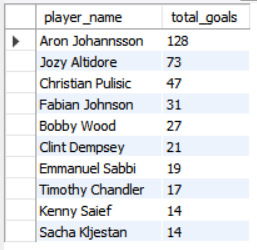 player_name total_goals
Aron Johannsson 128
Jozy Altidore 73
Christian Pulisic 47
Fabian Johnson 31
Bobby Wood 27
Clint Dempsey 21
Emmanuel Sabbi 19
Timothy Chandler 17
Kenny Saief 14
Sacha Kljestan 14